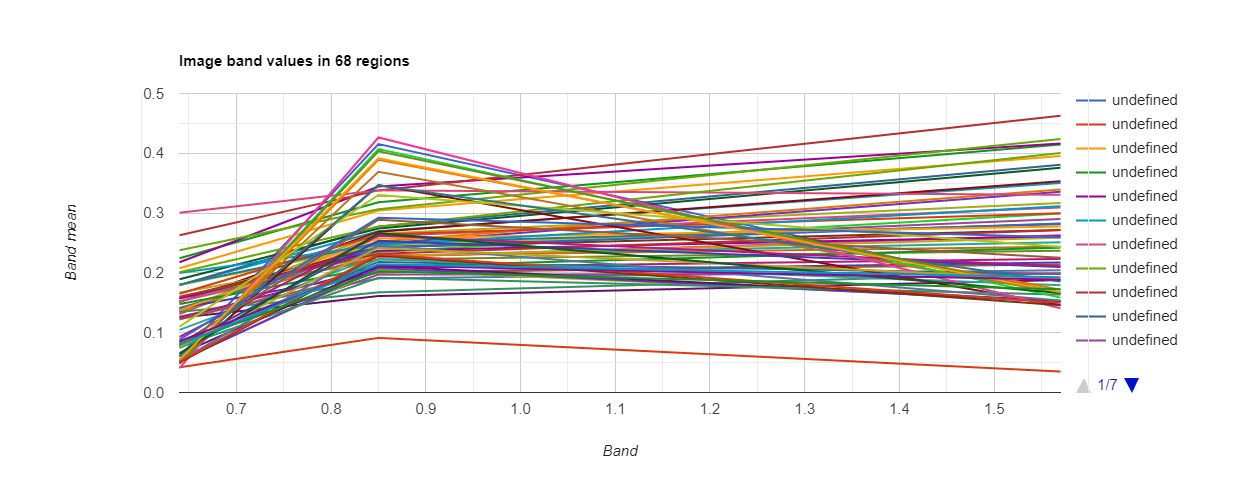 Image band values in 68 regions
Band mean
0.5
0.4
0.3
0.2
0.1
0.0
0.7 0.8 0.9 1.0 1.1 1.2 1.3 1.4 1.5
Band
undefined
undefined
undefined
undefined
undefined
undefined
undefined
undefined
undefined
undefined
undefined
1/7